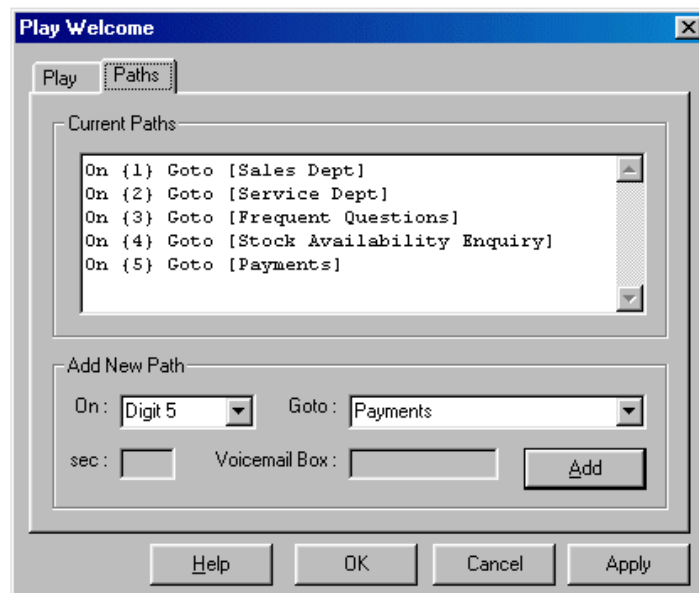 Play Welcome
Play Paths
Current Paths
On {1} Goto [Sales Dept]
On {2} Goto [Service Dept]
On {3} Goto [Frequent Questions]
On {4} Goto [Stock Availability Enquiry]
On {5} Goto [Payments]
Add New Path
On : Digit 5 Goto : Payments
sec : Voicemail Box : Add
Help OK Cancel Apply